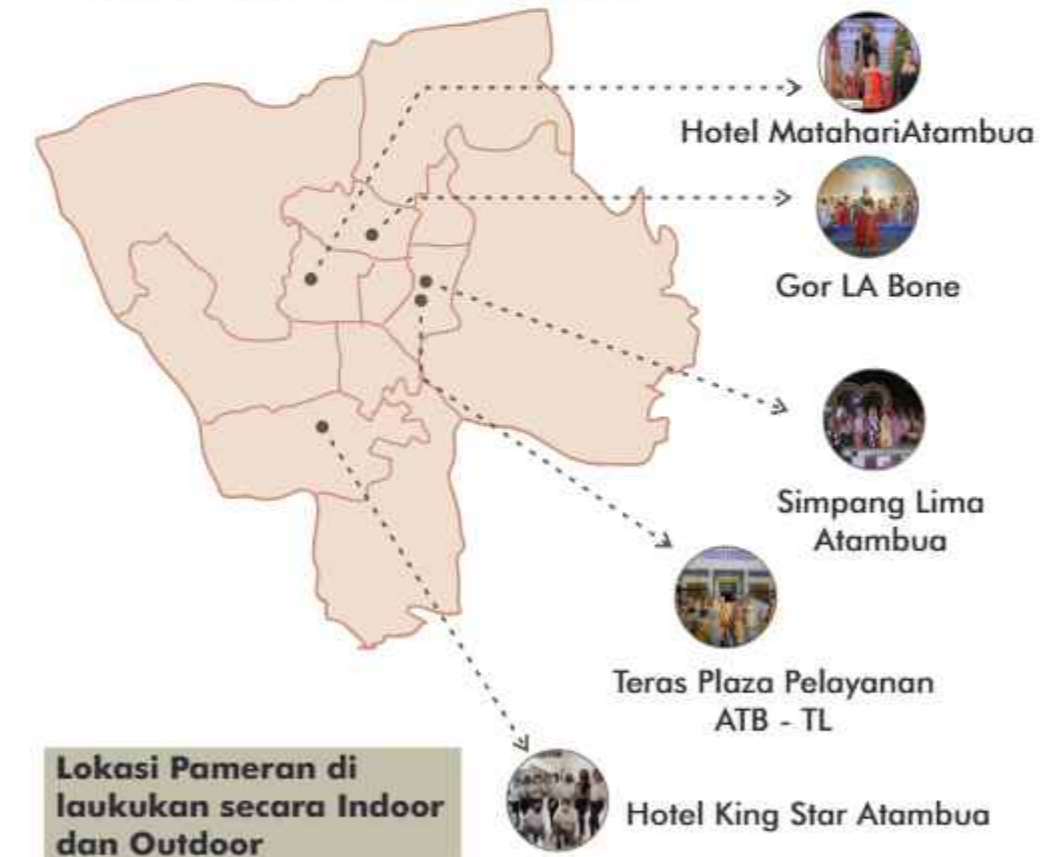 Hotel MatahariAtambua
Gor LA Bone
Simpang Lima
Atambua
Teras Plaza Pelayanan
ATB - TL
Hotel King Star Atambua
Lokasi Pameran di
laukukan secara Indoor
dan Outdoor